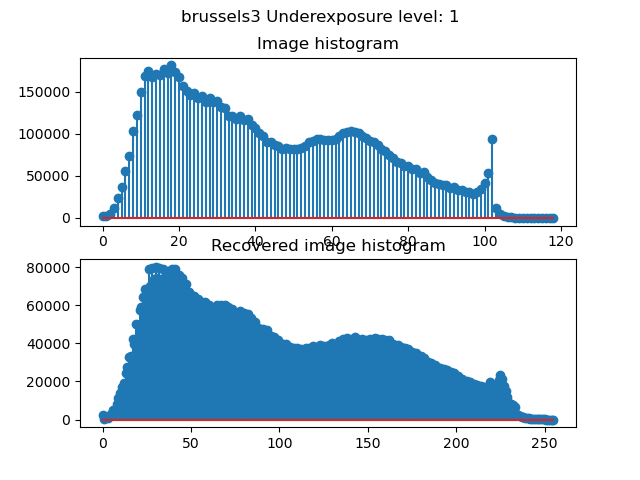 brussels3 Underexposure level: 1
Image histogram
150000
100000
50000
0
0 20 40 60 80 100 120
Recovered image histogram
80000
60000
40000
20000
0
0 50 100 150 200 250